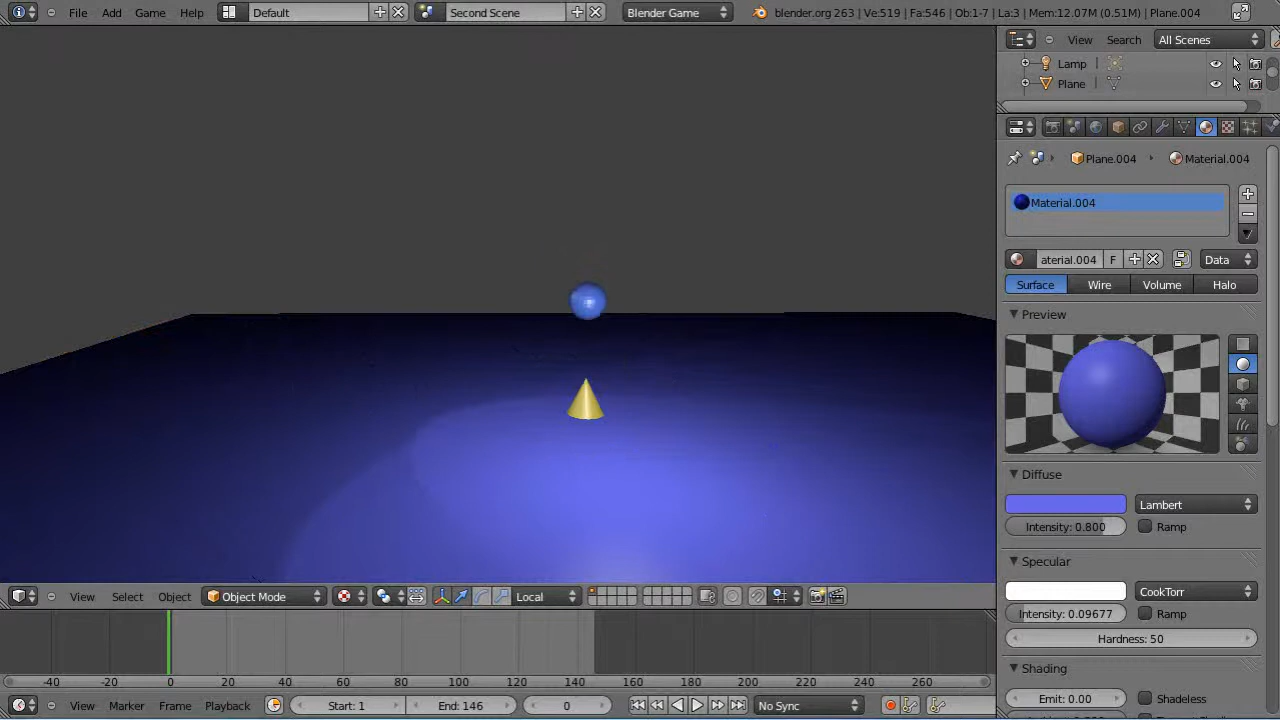 File Add Game Help Default Second Scene Blender Game blender.org 263 | Ve:519 | Fa:546 | Ob:1-7 | La:3 | Mem:12.07M (0.51M) | Plane.004
View Search All Scenes
Lamp
Plane
Plane.004 Material.004
Material.004
aterial.004 F Data
Surface Wire Volume Halo
Preview
Diffuse
Lambert
Intensity: 0.800 Ramp
Specular
CookTorr
Intensity: 0.09677 Ramp
Hardness: 50
Shading
Emit: 0.00 Shadeless
View Select Object Object Mode Local
-40 -20 0 20 40 60 80 100 120 140 160 180 200 220 240 260
View Marker Frame Playback Start: 1 End: 146 0 No Sync